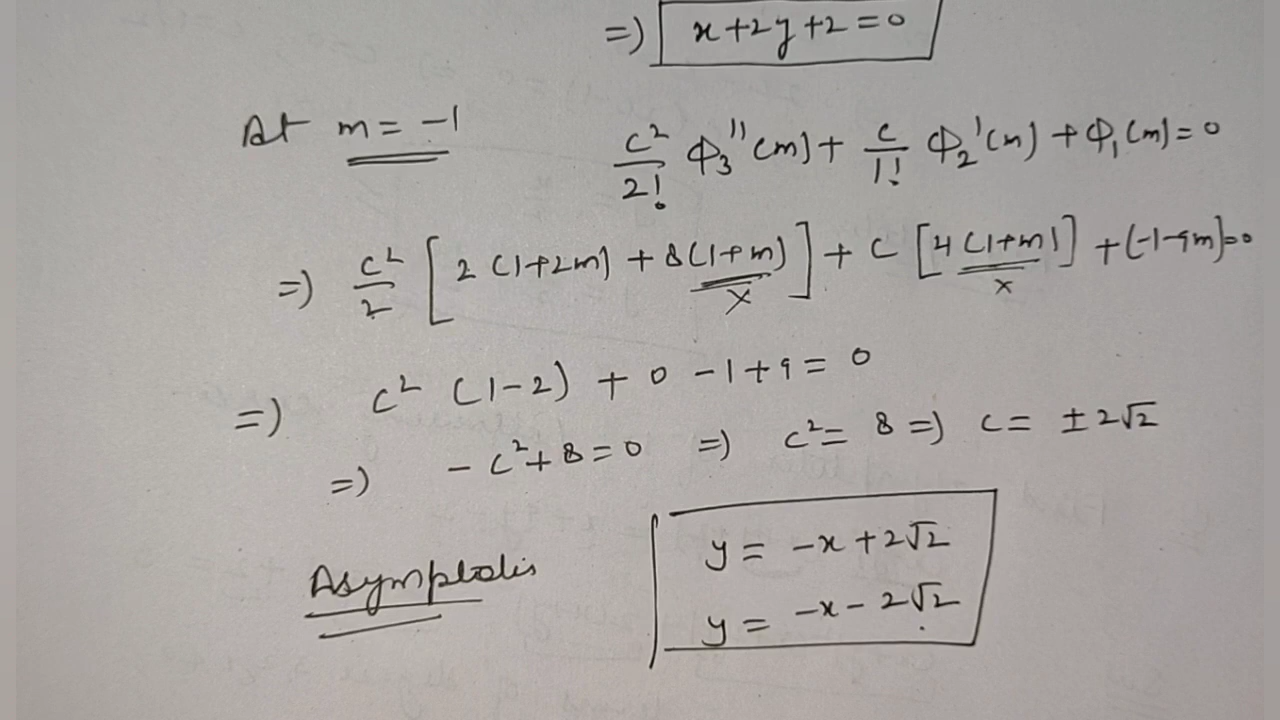 =) x+2y+2=0
At m = -1 c²/2! Φ₃''(m) + c/1! Φ₂'(m) + Φ₁(m) = 0
=) c²/2 [2(1+2m) + 8(1+m)] + c [4(1+m)] + (-1-9m)=0
x x
=) c² (1-2) + 0 -1+9 = 0
=) -c²+8=0 =) c²= 8 =) c= ±2√2
Asymptotis
y = -x+2√2
y = -x-2√2